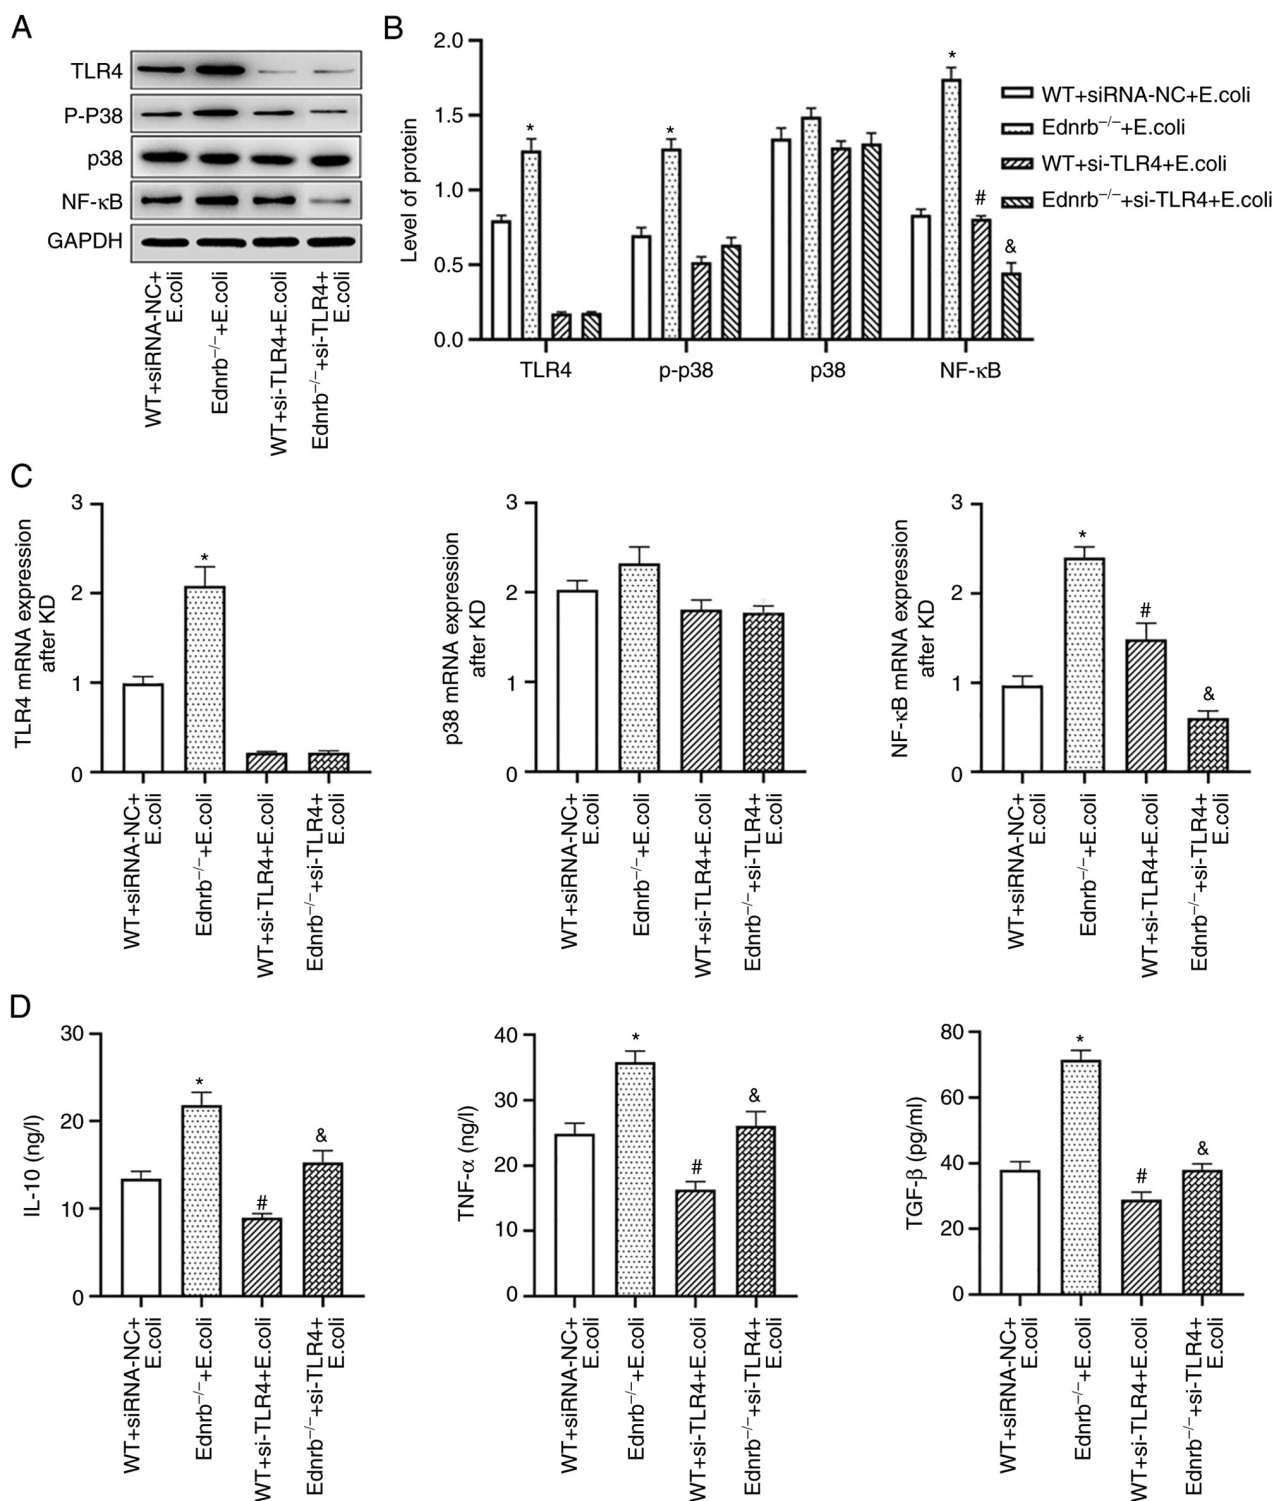 A
TLR4
P-P38
p38
NF-κB
GAPDH
WT+siRNA-NC+
E.coli
Ednrb−/−+E.coli
WT+si-TLR4+E.coli
Ednrb−/−+si-TLR4+
E.coli
B
Level of protein
2.0
1.5
1.0
0.5
0.0
*
*
*
#
&
TLR4
p-p38
p38
NF-κB
WT+siRNA-NC+E.coli
Ednrb−/−+E.coli
WT+si-TLR4+E.coli
Ednrb−/−+si-TLR4+E.coli
C
TLR4 mRNA expression
after KD
3
2
1
0
*
WT+siRNA-NC+
E.coli
Ednrb−/−+E.coli
WT+si-TLR4+E.coli
Ednrb−/−+si-TLR4+
E.coli
p38 mRNA expression
after KD
3
2
1
0
WT+siRNA-NC+
E.coli
Ednrb−/−+E.coli
WT+si-TLR4+E.coli
Ednrb−/−+si-TLR4+
E.coli
NF-κB mRNA expression
after KD
3
2
1
0
*
#
&
WT+siRNA-NC+
E.coli
Ednrb−/−+E.coli
WT+si-TLR4+E.coli
Ednrb−/−+si-TLR4+
E.coli
D
IL-10 (ng/l)
30
20
10
0
*
#
&
WT+siRNA-NC+
E.coli
Ednrb−/−+E.coli
WT+si-TLR4+E.coli
Ednrb−/−+si-TLR4+
E.coli
TNF-α (ng/l)
40
30
20
10
0
*
#
&
WT+siRNA-NC+
E.coli
Ednrb−/−+E.coli
WT+si-TLR4+E.coli
Ednrb−/−+si-TLR4+
E.coli
TGF-β (pg/ml)
80
60
40
20
0
*
#
&
WT+siRNA-NC+
E.coli
Ednrb−/−+E.coli
WT+si-TLR4+E.coli
Ednrb−/−+si-TLR4+
E.coli